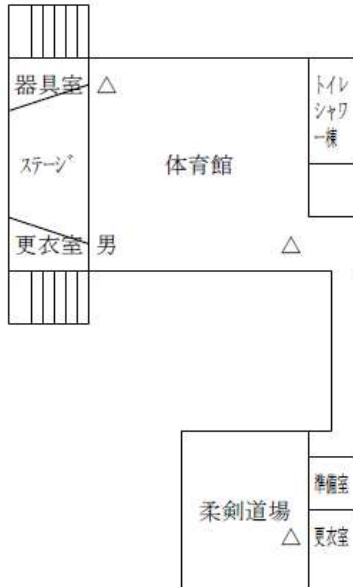 器具室 △
トイレ
シャワ
ー棟
ステージ
体育館
更衣室 男
△
柔剣道場
△
準備室
更衣室